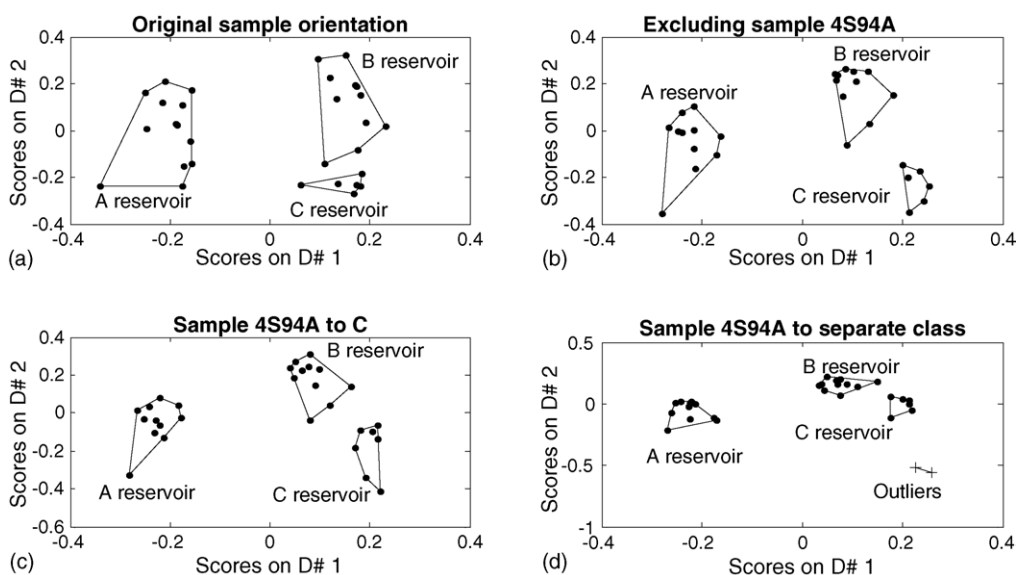 Original sample orientation
0.4
0.2
0
-0.2
-0.4
Scores on D# 2
B reservoir
A reservoir
C reservoir
-0.4
-0.2
0
0.2
0.4
Scores on D# 1
(a)
Excluding sample 4S94A
0.4
0.2
0
-0.2
-0.4
Scores on D# 2
A reservoir
B reservoir
C reservoir
-0.4
-0.2
0
0.2
0.4
Scores on D# 1
(b)
Sample 4S94A to C
0.4
0.2
0
-0.2
-0.4
-0.6
Scores on D# 2
B reservoir
A reservoir
C reservoir
-0.4
-0.2
0
0.2
0.4
Scores on D# 1
(c)
Sample 4S94A to separate class
0.5
0
-0.5
-1
Scores on D# 2
B reservoir
C reservoir
A reservoir
Outliers
-0.4
-0.2
0
0.2
0.4
Scores on D# 1
(d)